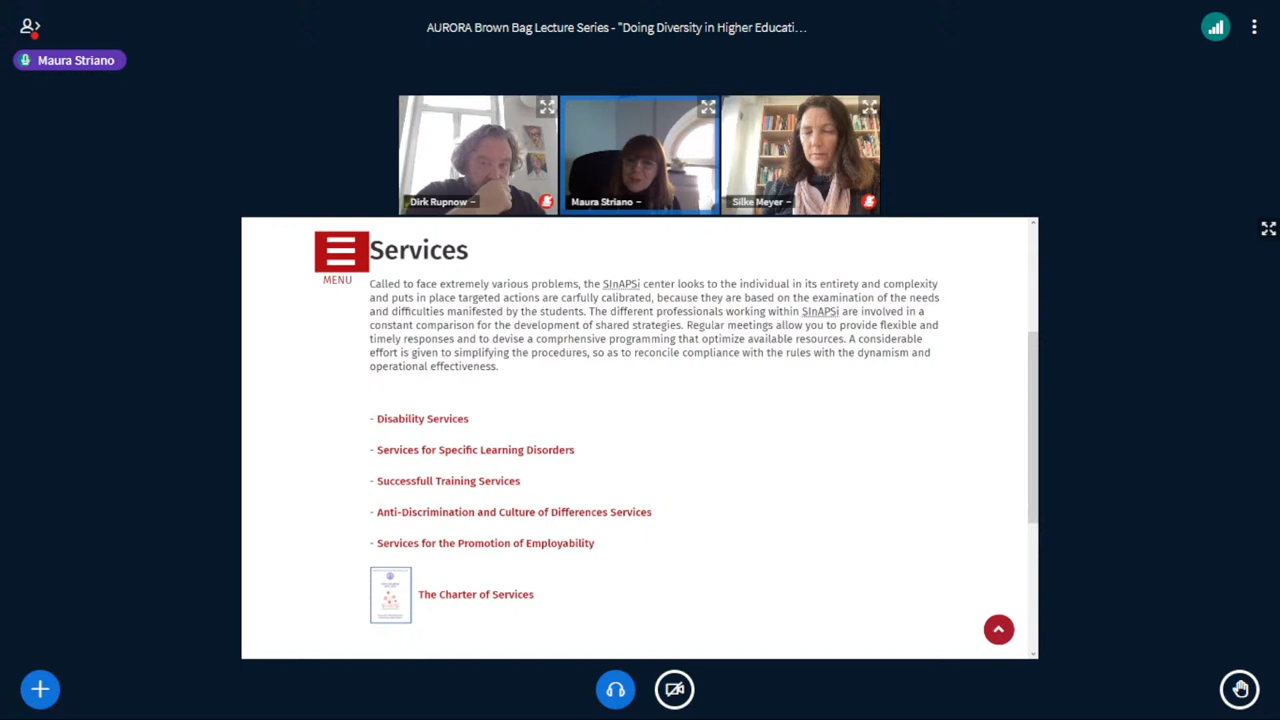 AURORA Brown Bag Lecture Series - "Doing Diversity in Higher Educati...
Maura Striano
Dirk Rupnow
Maura Striano
Silke Meyer
MENU
Services
Called to face extremely various problems, the SInAPSi center looks to the individual in its entirety and complexity
and puts in place targeted actions are carfully calibrated, because they are based on the examination of the needs
and difficulties manifested by the students. The different professionals working within SInAPSi are involved in a
constant comparison for the development of shared strategies. Regular meetings allow you to provide flexible and
timely responses and to devise a comprhensive programming that optimize available resources. A considerable
effort is given to simplifying the procedures, so as to reconcile compliance with the rules with the dynamism and
operational effectiveness.
- Disability Services
- Services for Specific Learning Disorders
- Successfull Training Services
- Anti-Discrimination and Culture of Differences Services
- Services for the Promotion of Employability
The Charter of Services